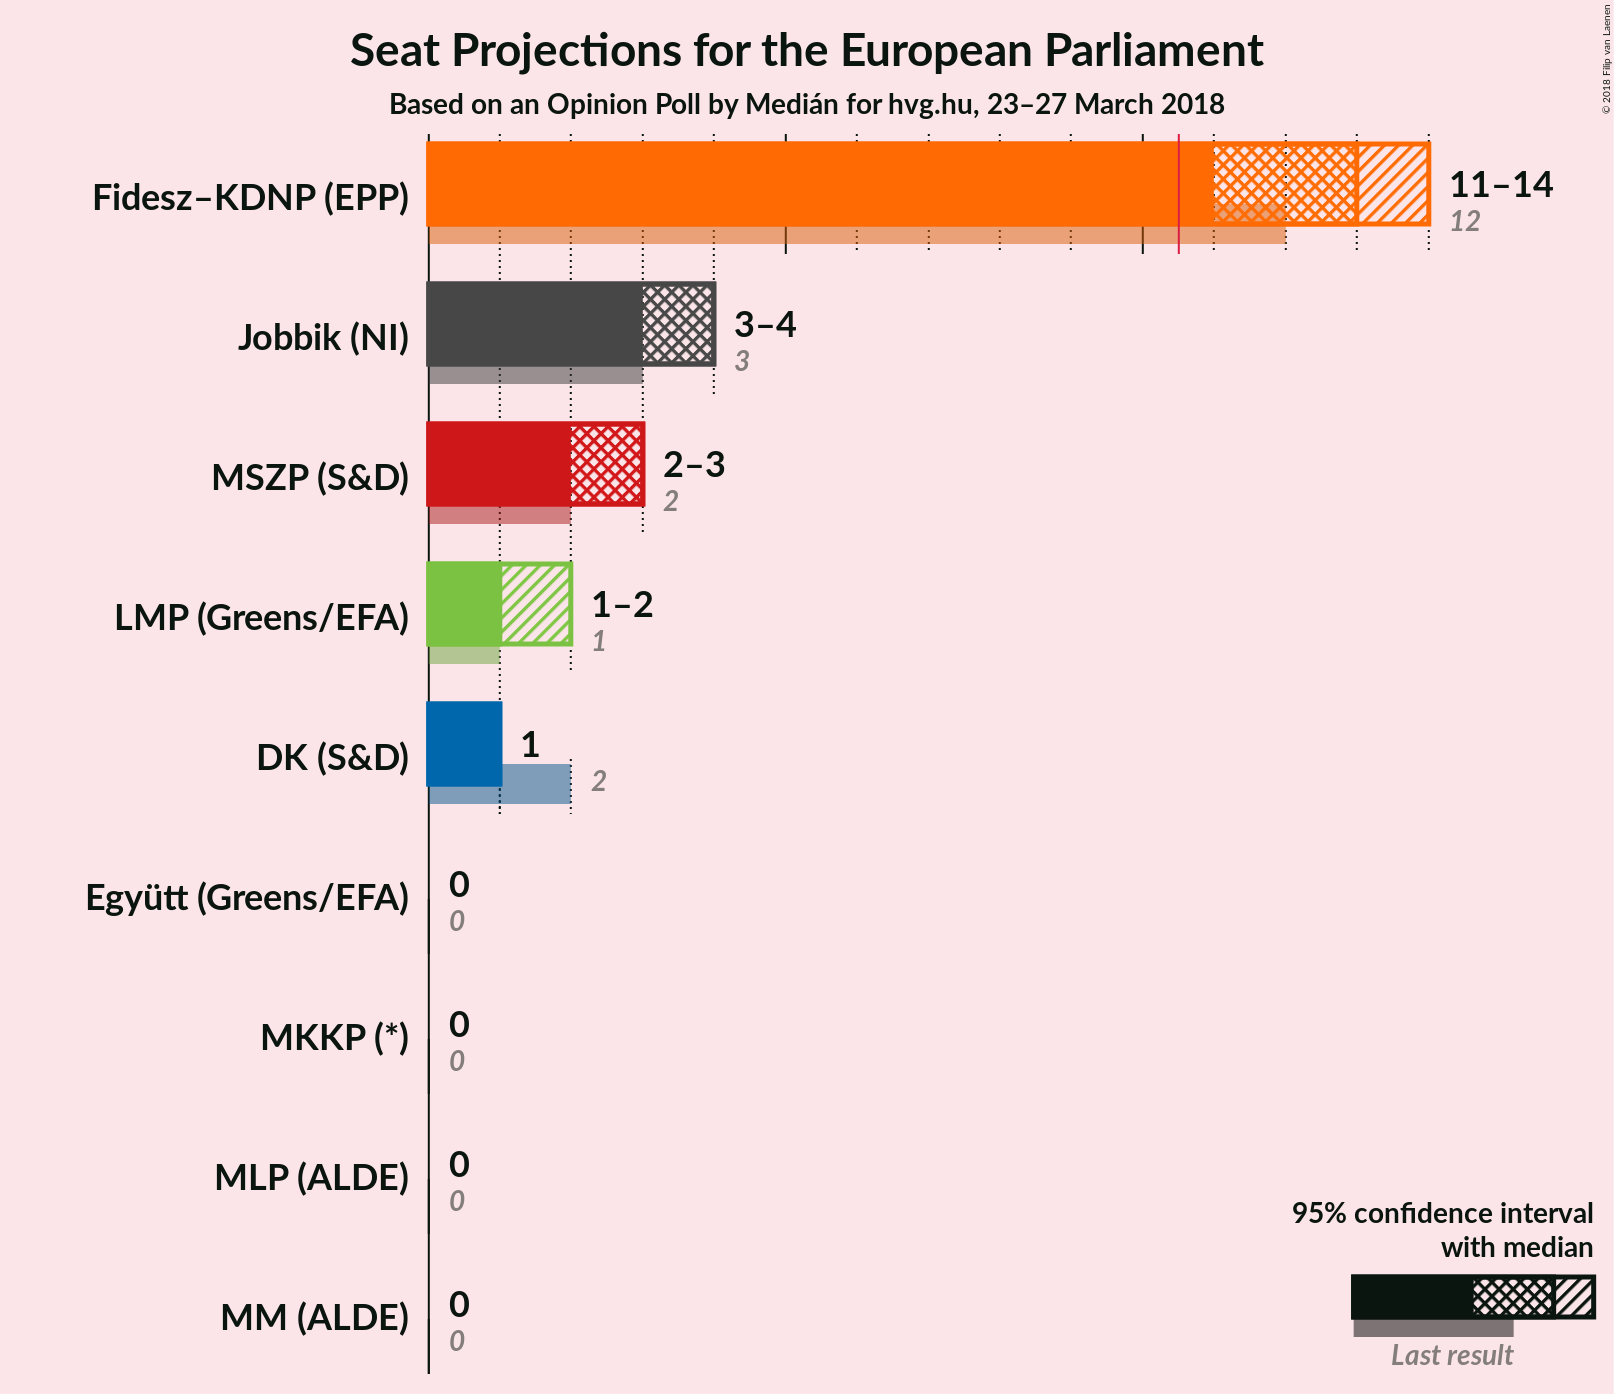 Seat Projections for the European Parliament
Based on an Opinion Poll by Medián for hvg.hu, 23–27 March 2018
© 2018 Filip van Laenen
Fidesz–KDNP (EPP)
11–14
12
Jobbik (NI)
3–4
3
MSZP (S&D)
2–3
2
LMP (Greens/EFA)
1–2
1
DK (S&D)
1
2
Együtt (Greens/EFA)
0
0
MKKP (*)
0
0
MLP (ALDE)
0
0
MM (ALDE)
0
0
95% confidence interval
with median
Last result